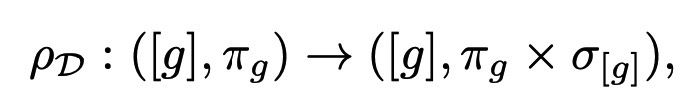 ρ_𝒟 : ([g], π_g) → ([g], π_g × σ_{[g]}),